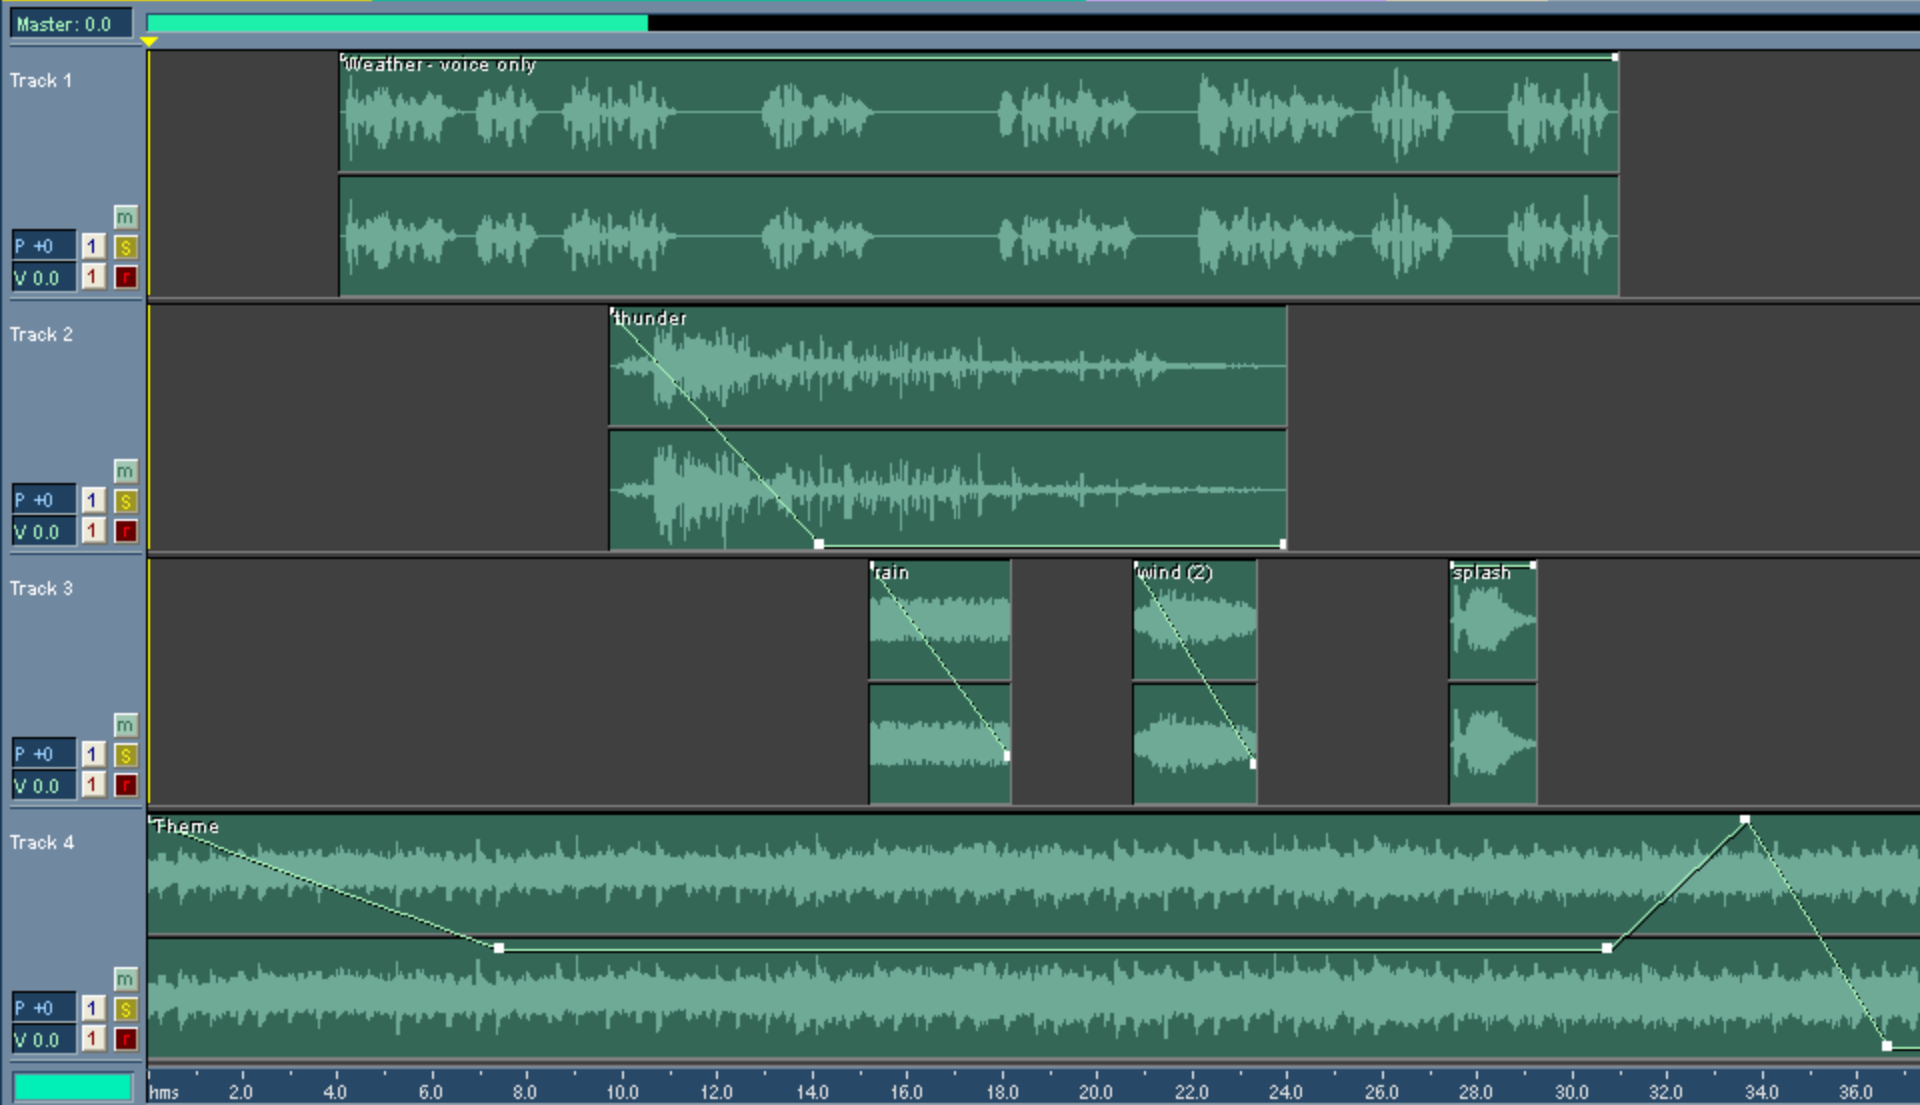 Master: 0.0
Track 1
Weather - voice only
m
P +0 1 S
V 0.0 1 r
Track 2
thunder
m
P +0 1 S
V 0.0 1 r
Track 3
rain
wind (2)
splash
m
P +0 1 S
V 0.0 1 r
Track 4
Theme
m
P +0 1 S
V 0.0 1 r
hms 2.0 4.0 6.0 8.0 10.0 12.0 14.0 16.0 18.0 20.0 22.0 24.0 26.0 28.0 30.0 32.0 34.0 36.0